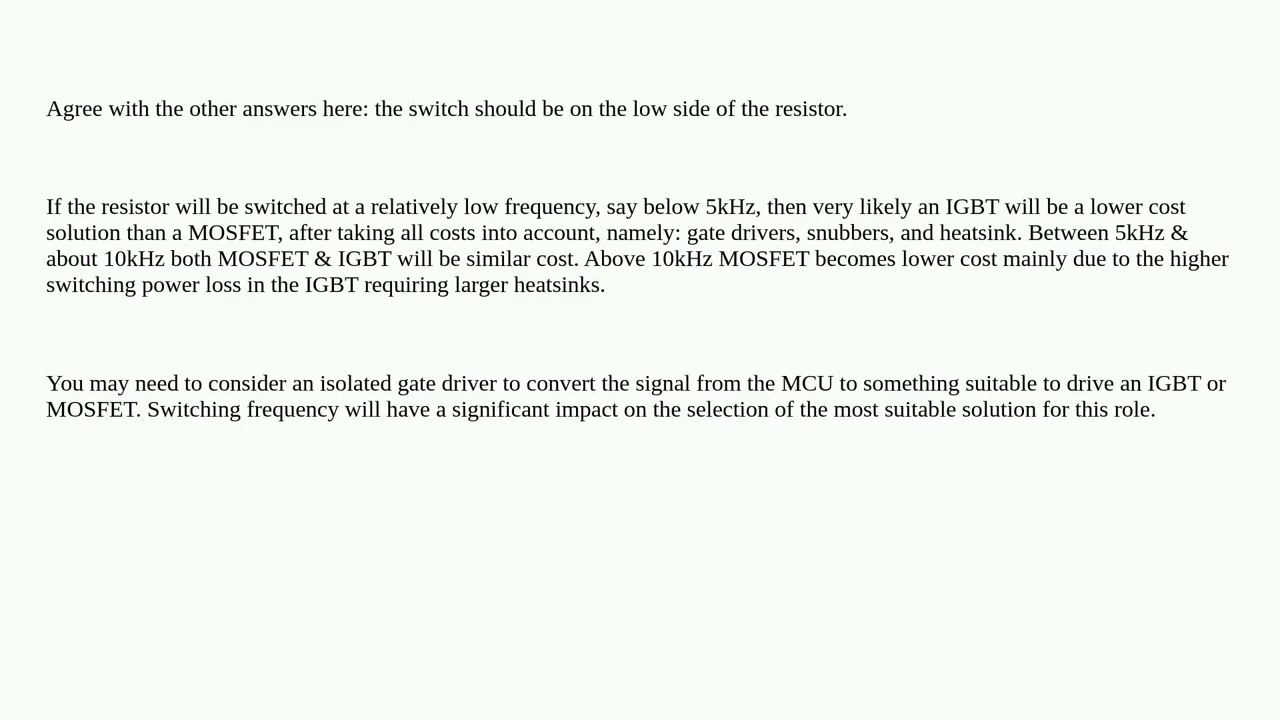 Agree with the other answers here: the switch should be on the low side of the resistor.
If the resistor will be switched at a relatively low frequency, say below 5kHz, then very likely an IGBT will be a lower cost
solution than a MOSFET, after taking all costs into account, namely: gate drivers, snubbers, and heatsink. Between 5kHz &
about 10kHz both MOSFET & IGBT will be similar cost. Above 10kHz MOSFET becomes lower cost mainly due to the higher
switching power loss in the IGBT requiring larger heatsinks.
You may need to consider an isolated gate driver to convert the signal from the MCU to something suitable to drive an IGBT or
MOSFET. Switching frequency will have a significant impact on the selection of the most suitable solution for this role.